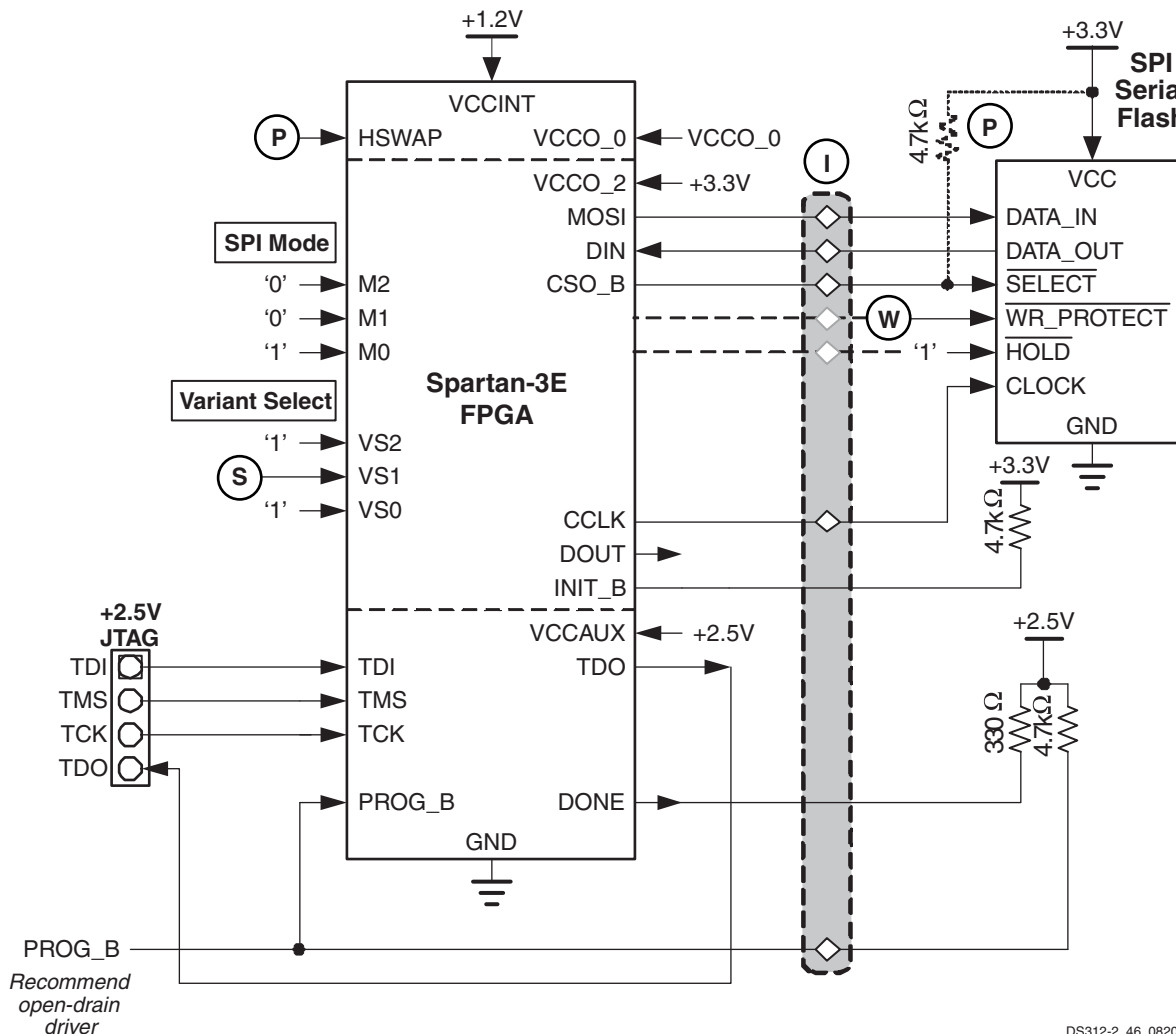 +1.2V
+3.3V
SPI
Seria
Flash
VCCINT
P
HSWAP
VCCO_0
VCCO_0
4.7kΩ
P
I
VCCO_2
+3.3V
VCC
MOSI
DATA_IN
SPI Mode
DIN
DATA_OUT
'0'
M2
CSO_B
SELECT
'0'
M1
W
WR_PROTECT
'1'
M0
'1'
HOLD
Spartan-3E
FPGA
CLOCK
Variant Select
GND
'1'
VS2
S
VS1
+3.3V
'1'
VS0
CCLK
4.7kΩ
DOUT
INIT_B
+2.5V
JTAG
VCCAUX
+2.5V
+2.5V
TDI
TDI
TDO
TMS
TMS
TCK
TCK
330 Ω
4.7kΩ
TDO
PROG_B
DONE
GND
PROG_B
Recommend
open-drain
driver